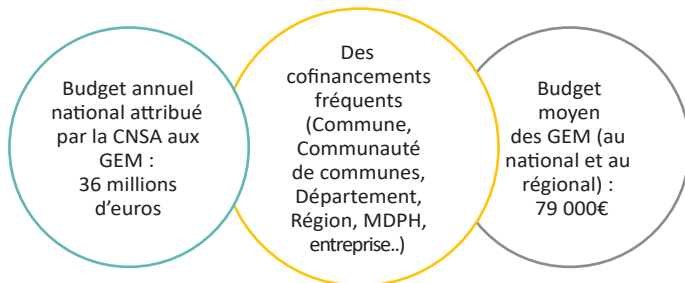 Budget annuel
national attribué
par la CNSA aux
GEM :
36 millions
d’euros
Des
cofinancements
fréquents
(Commune,
Communauté
de communes,
Département,
Région, MDPH,
entreprise..)
Budget
moyen
des GEM (au
national et au
régional) :
79 000€